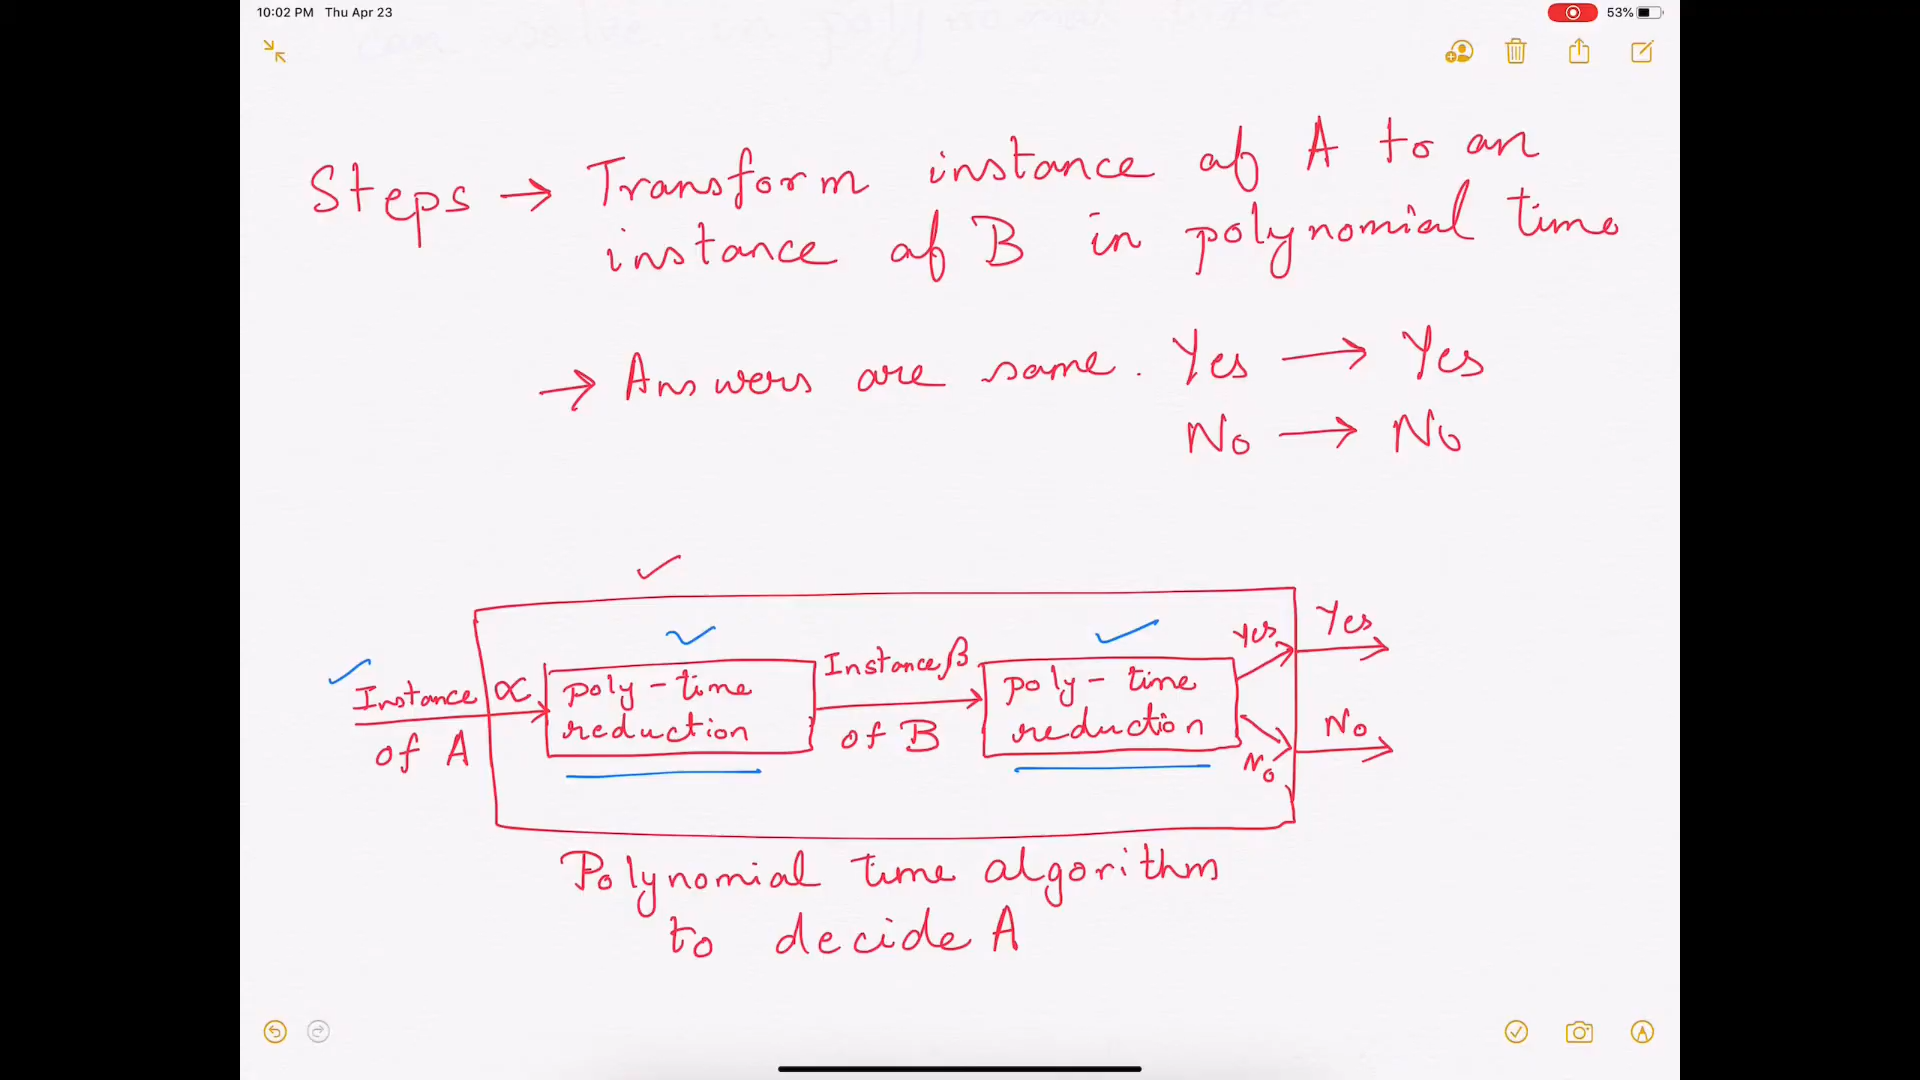 10:02 PM Thu Apr 23
53%
Steps → Transform instance of A to an
instance of B in polynomial time
→ Answers are same. Yes → Yes
No → No
Instance α
of A
poly-time
reduction
Instance β
of B
poly-time
reduction
Yes
No
Yes
No
Polynomial time algorithm
to decide A